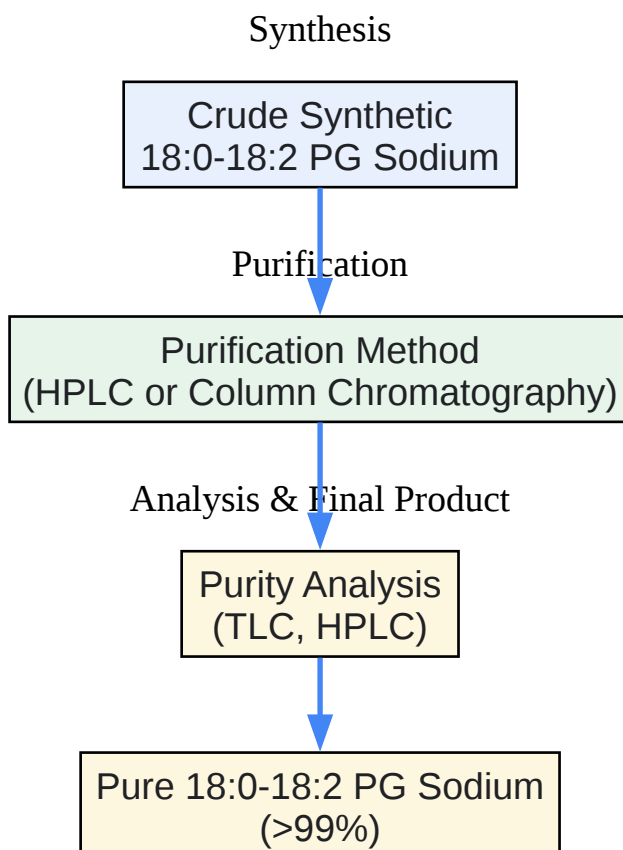 Synthesis
Crude Synthetic
18:0-18:2 PG Sodium
Purification
Purification Method
(HPLC or Column Chromatography)
Analysis & Final Product
Purity Analysis
(TLC, HPLC)
Pure 18:0-18:2 PG Sodium
(>99%)